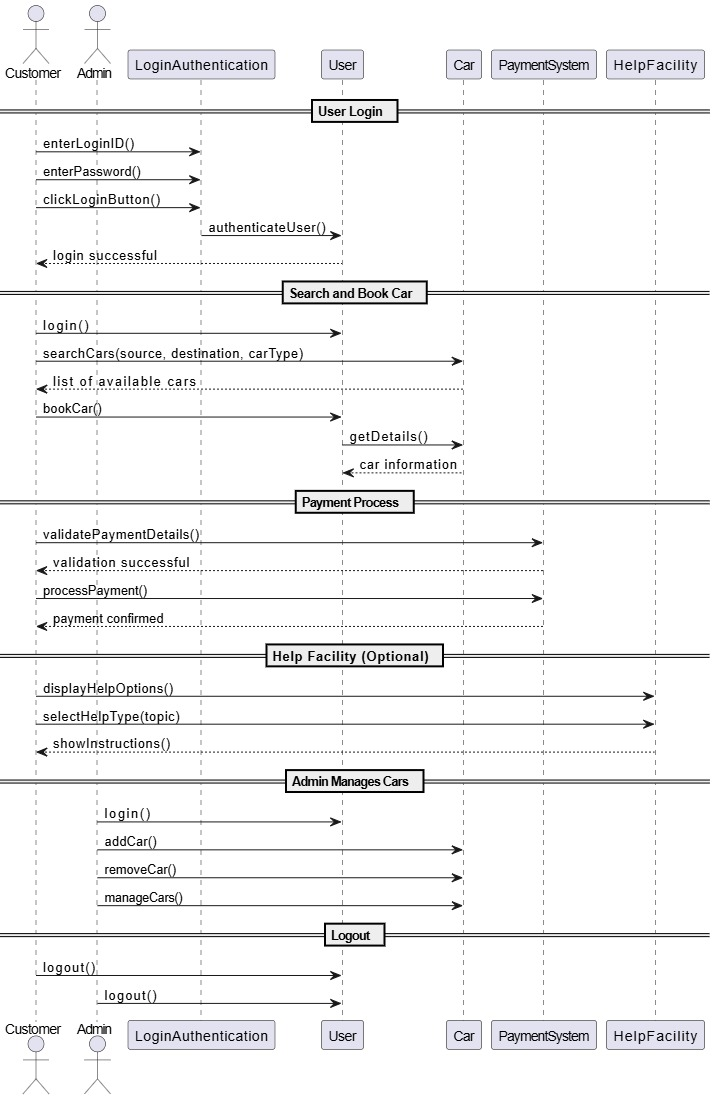 Customer Admin LoginAuthentication User Car PaymentSystem HelpFacility
User Login
enterLoginID()
enterPassword()
clickLoginButton()
authenticateUser()
login successful
Search and Book Car
login()
searchCars(source, destination, carType)
list of available cars
bookCar()
getDetails()
car information
Payment Process
validatePaymentDetails()
validation successful
processPayment()
payment confirmed
Help Facility (Optional)
displayHelpOptions()
selectHelpType(topic)
showInstructions()
Admin Manages Cars
login()
addCar()
removeCar()
manageCars()
Logout
logout()
logout()
Customer Admin LoginAuthentication User Car PaymentSystem HelpFacility